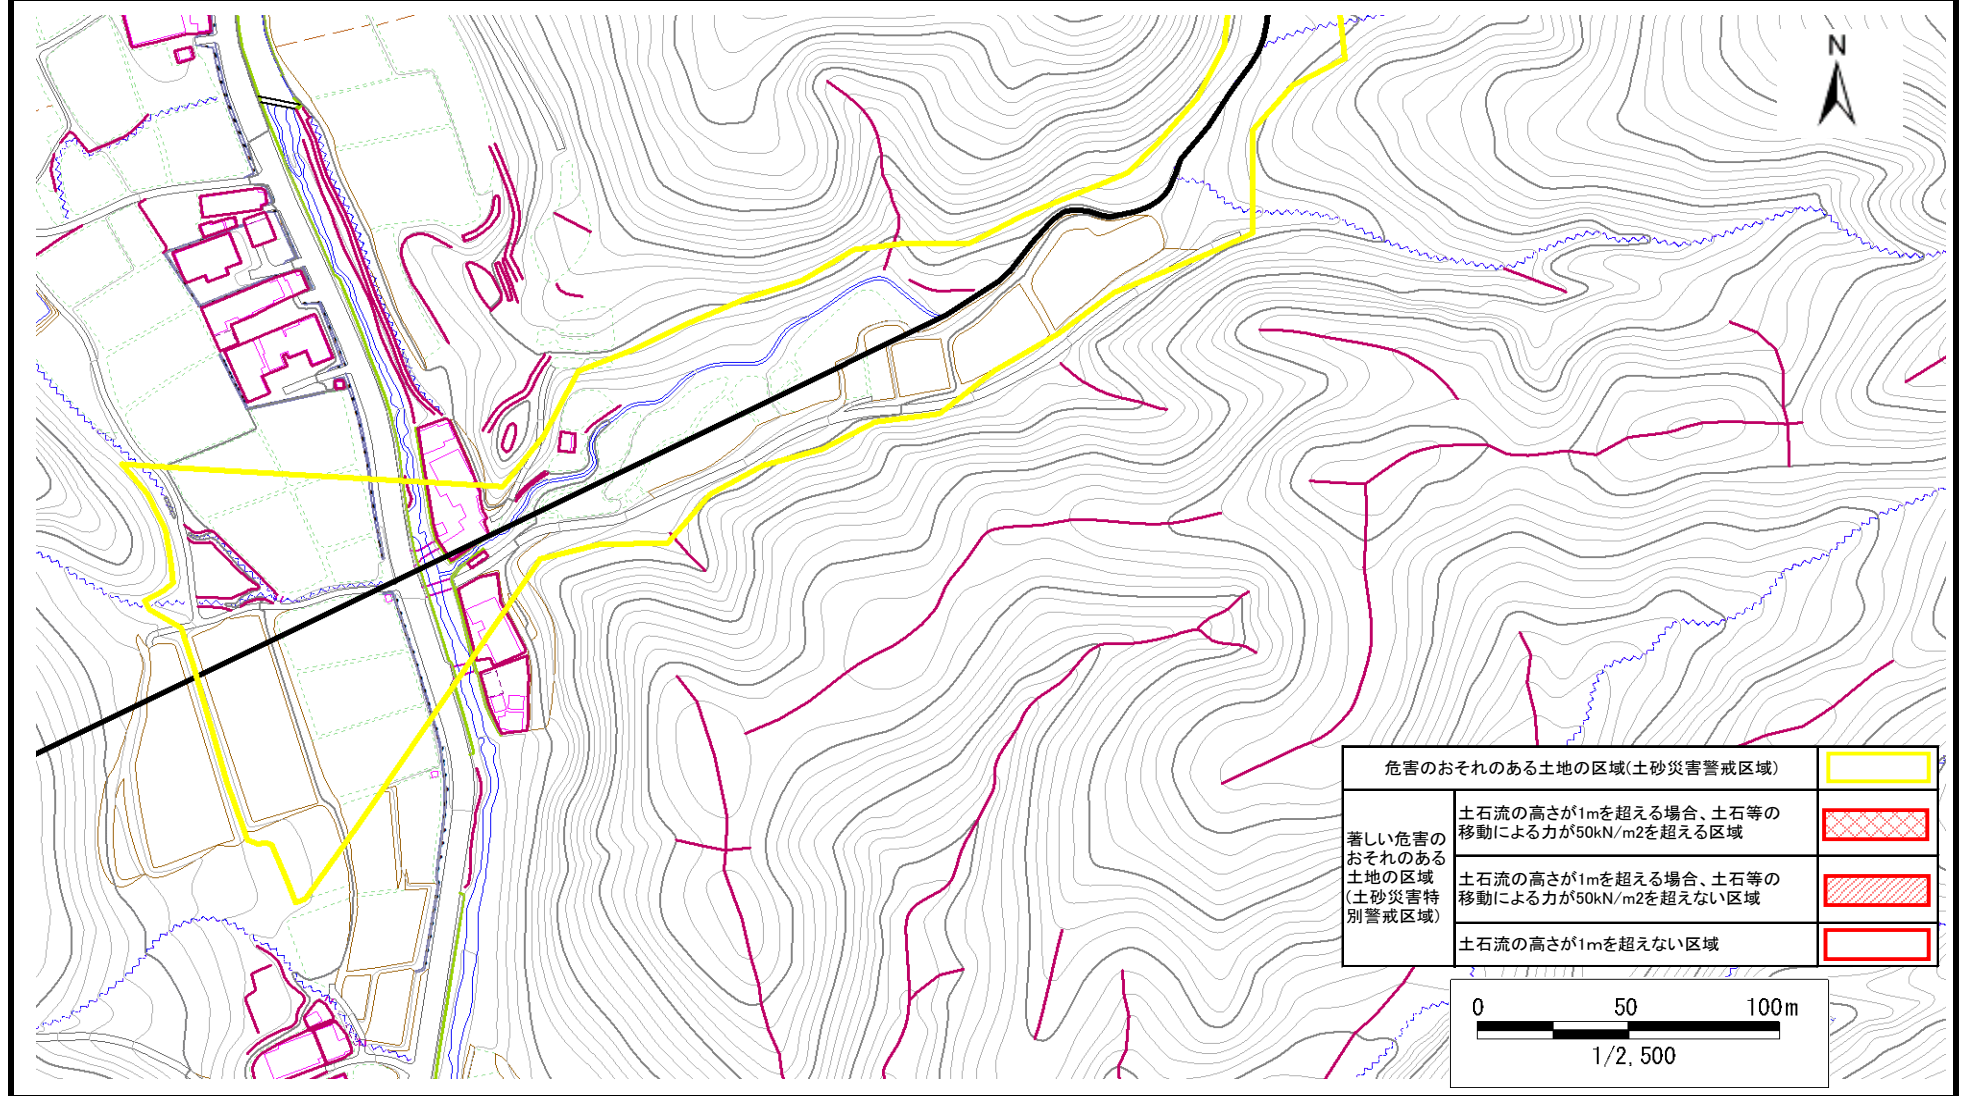 N
危害のおそれのある土地の区域(土砂災害警戒区域)
著しい危害の
おそれのある
土地の区域
(土砂災害特
別警戒区域)
土石流の高さが1mを超える場合、土石等の
移動による力が50kN/m2を超える区域
土石流の高さが1mを超える場合、土石等の
移動による力が50kN/m2を超えない区域
土石流の高さが1mを超えない区域
0 50 100m
1/2,500